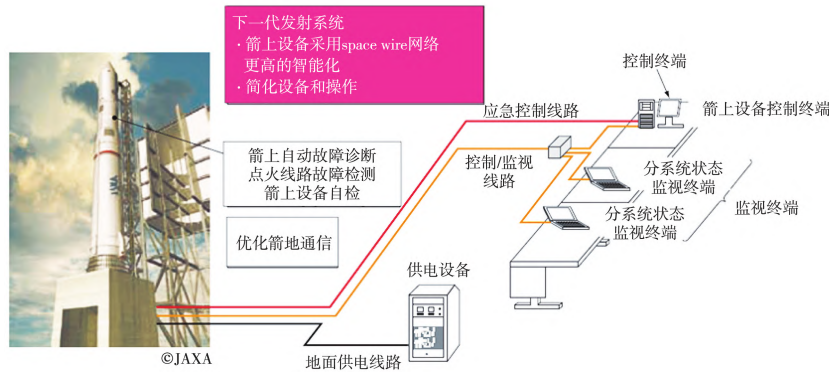 下一代发射系统
·箭上设备采用space wire网络
更高的智能化
·简化设备和操作
控制终端
应急控制线路
箭上设备控制终端
箭上自动故障诊断
点火线路故障检测
箭上设备自检
控制/监视
线路
分系统状态
监视终端
分系统状态
监视终端
监视终端
优化箭地通信
供电设备
©JAXA
地面供电线路